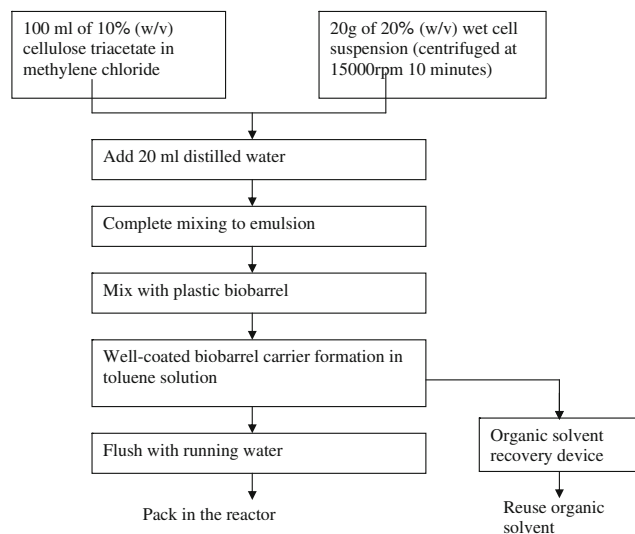 100 ml of 10% (w/v)
cellulose triacetate in
methylene chloride
20g of 20% (w/v) wet cell
suspension (centrifuged at
15000rpm 10 minutes)
Add 20 ml distilled water
Complete mixing to emulsion
Mix with plastic biobarrel
Well-coated biobarrel carrier formation in
toluene solution
Flush with running water
Organic solvent
recovery device
Pack in the reactor
Reuse organic
solvent